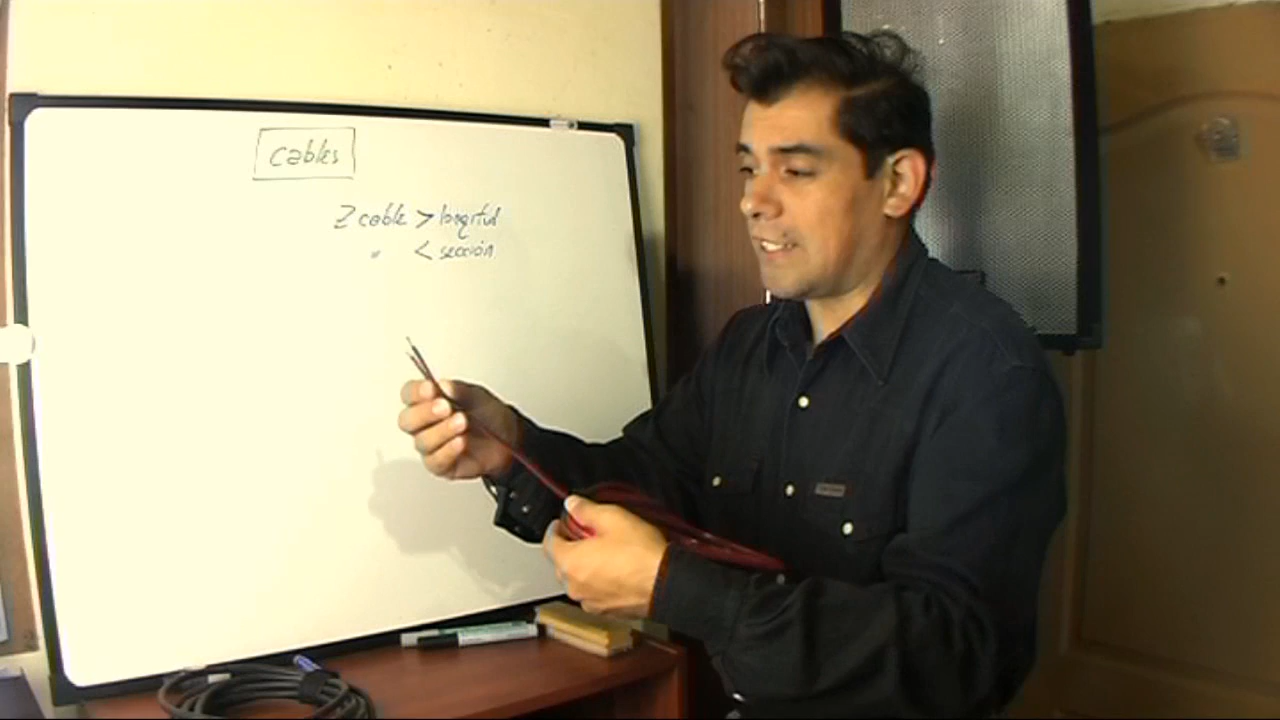 cables
Z cable > longitud
" < sección